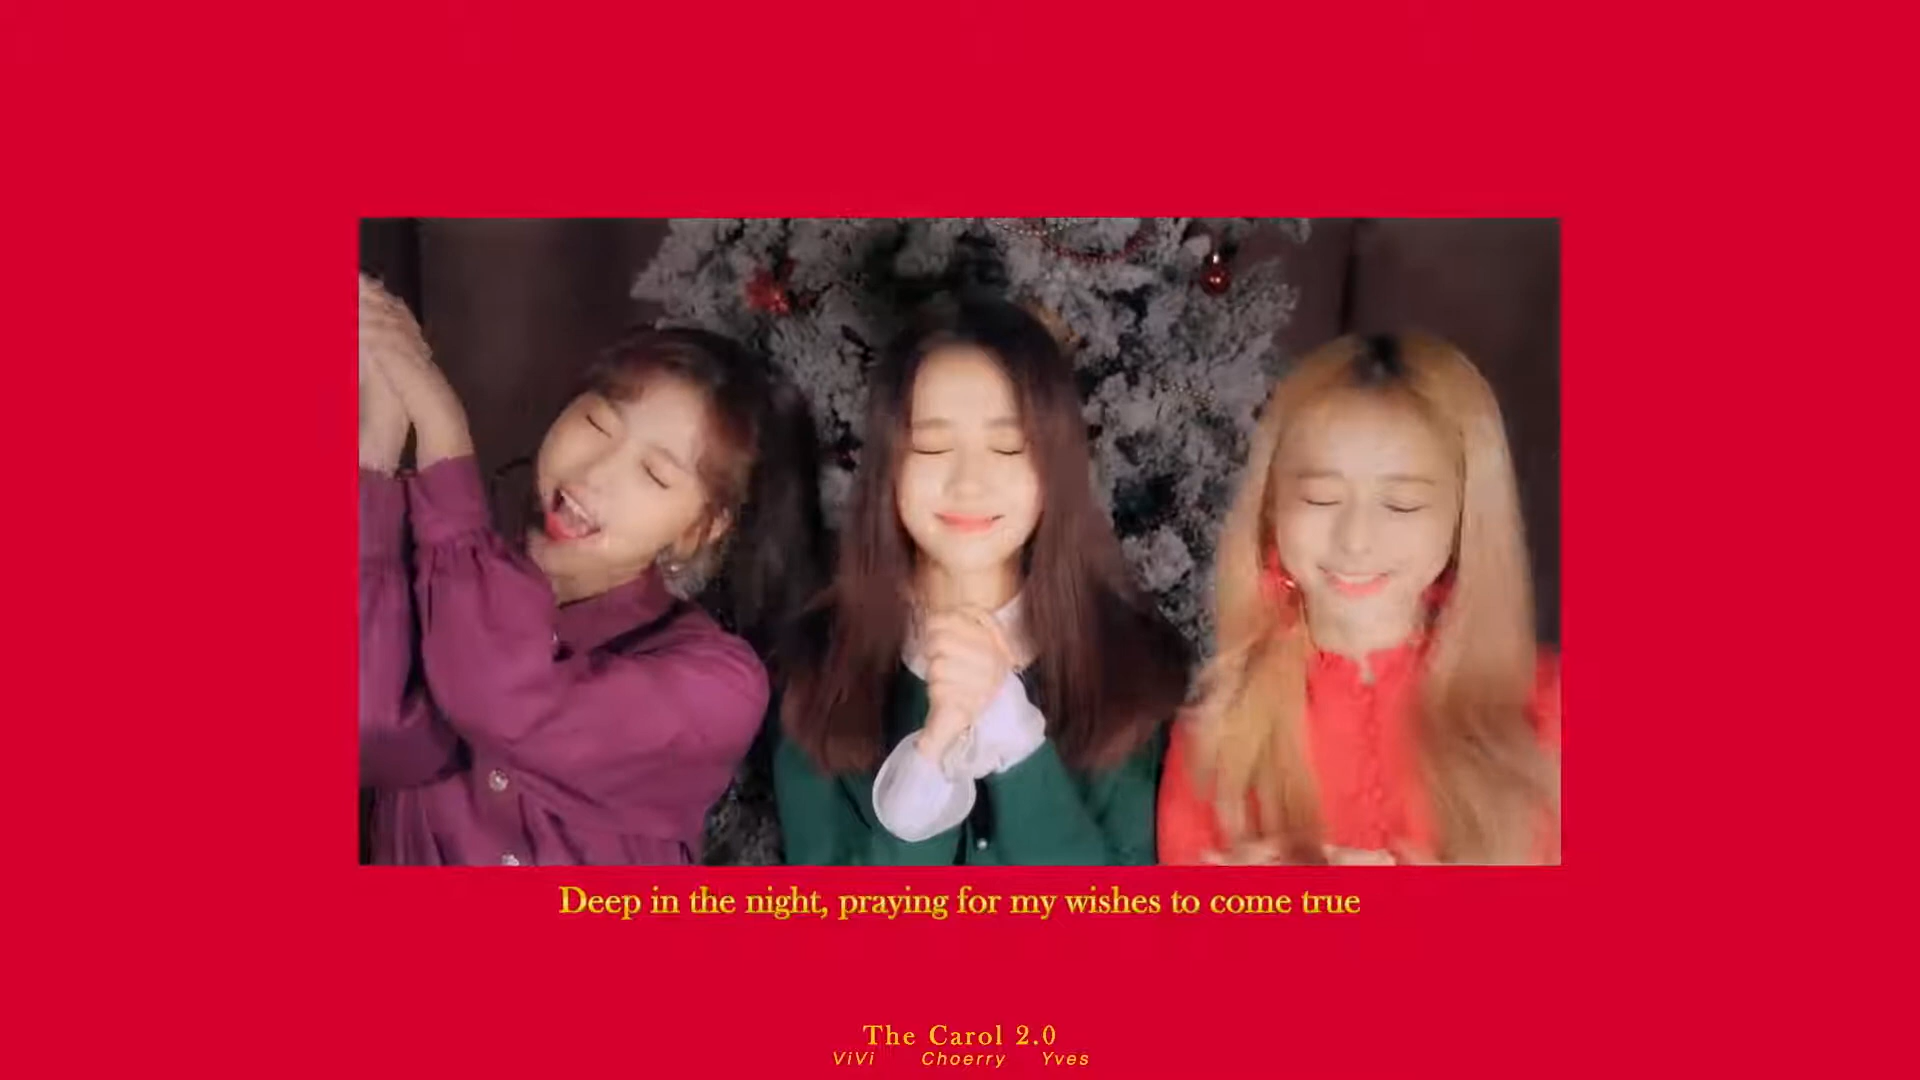 Deep in the night, praying for my wishes to come true
The Carol 2.0
ViVi Choerry Yves